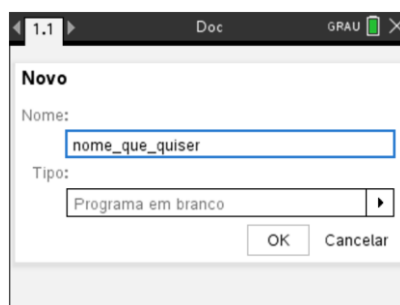 1.1 Doc GRAU
Novo
Nome:
nome_que_quiser
Tipo:
Programa em branco
OK Cancelar